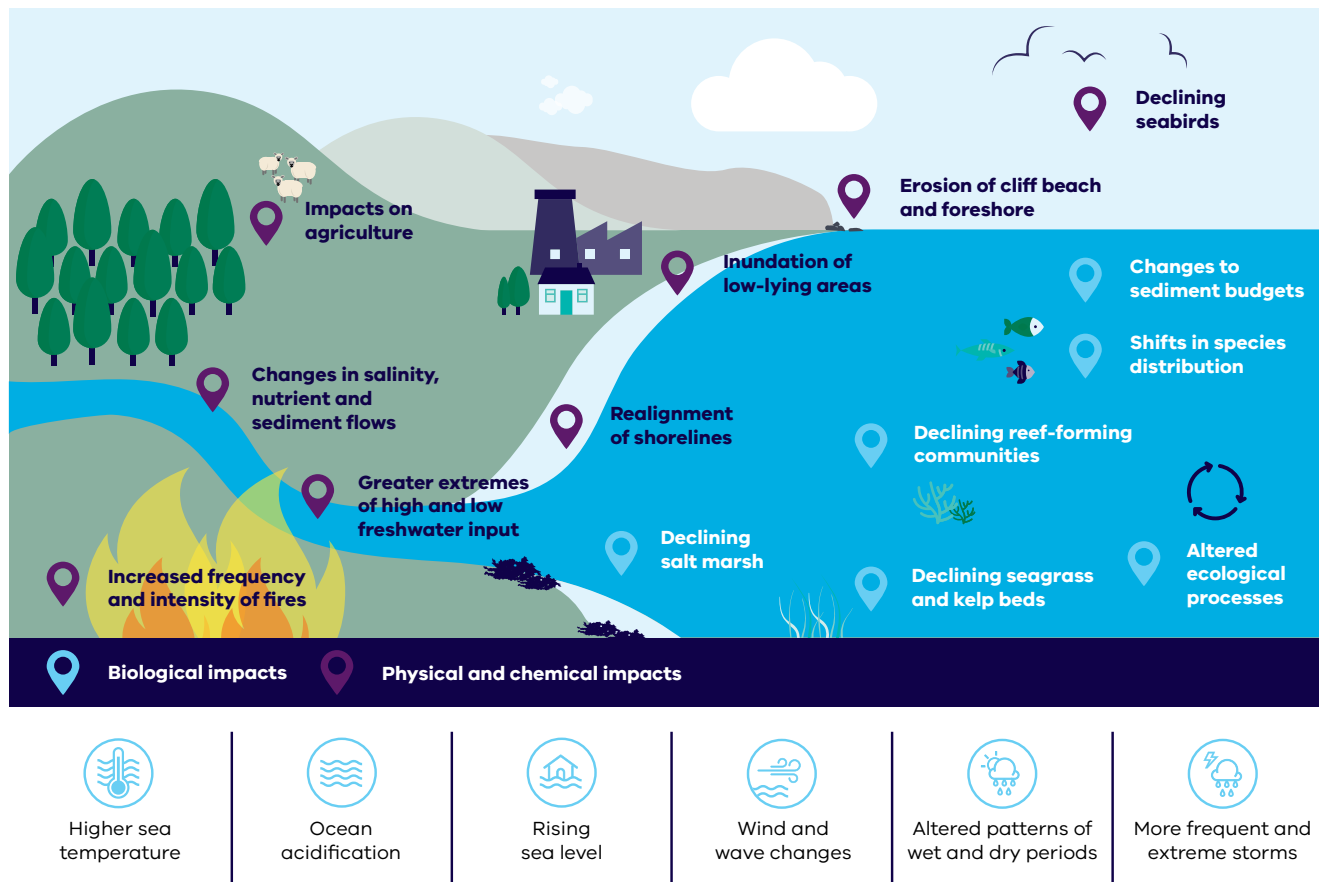 Declining
seabirds
Erosion of cliff beach
and foreshore
Impacts on
agriculture
Inundation of
low-lying areas
Changes to
sediment budgets
Shifts in species
distribution
Changes in salinity,
nutrient and
sediment flows
Realignment
of shorelines
Declining reef-forming
communities
Greater extremes
of high and low
freshwater input
Declining
salt marsh
Altered
ecological
processes
Increased frequency
and intensity of fires
Declining seagrass
and kelp beds
Biological impacts
Physical and chemical impacts
Higher sea
temperature
Ocean
acidification
Rising
sea level
Wind and
wave changes
Altered patterns of
wet and dry periods
More frequent and
extreme storms